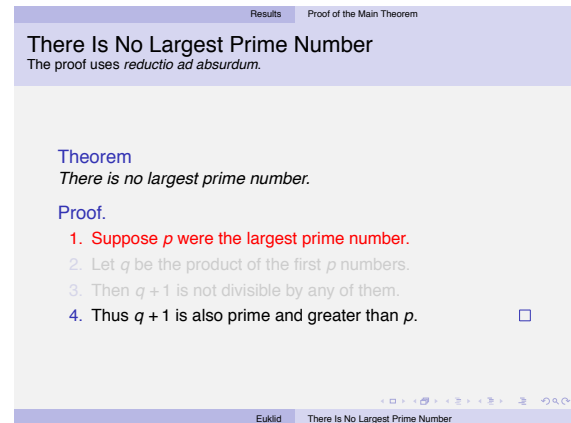 Results Proof of the Main Theorem
There Is No Largest Prime Number
The proof uses reductio ad absurdum.
Theorem
There is no largest prime number.
Proof.
1. Suppose p were the largest prime number.
2. Let q be the product of the first p numbers.
3. Then q + 1 is not divisible by any of them.
4. Thus q + 1 is also prime and greater than p.
Euklid There Is No Largest Prime Number